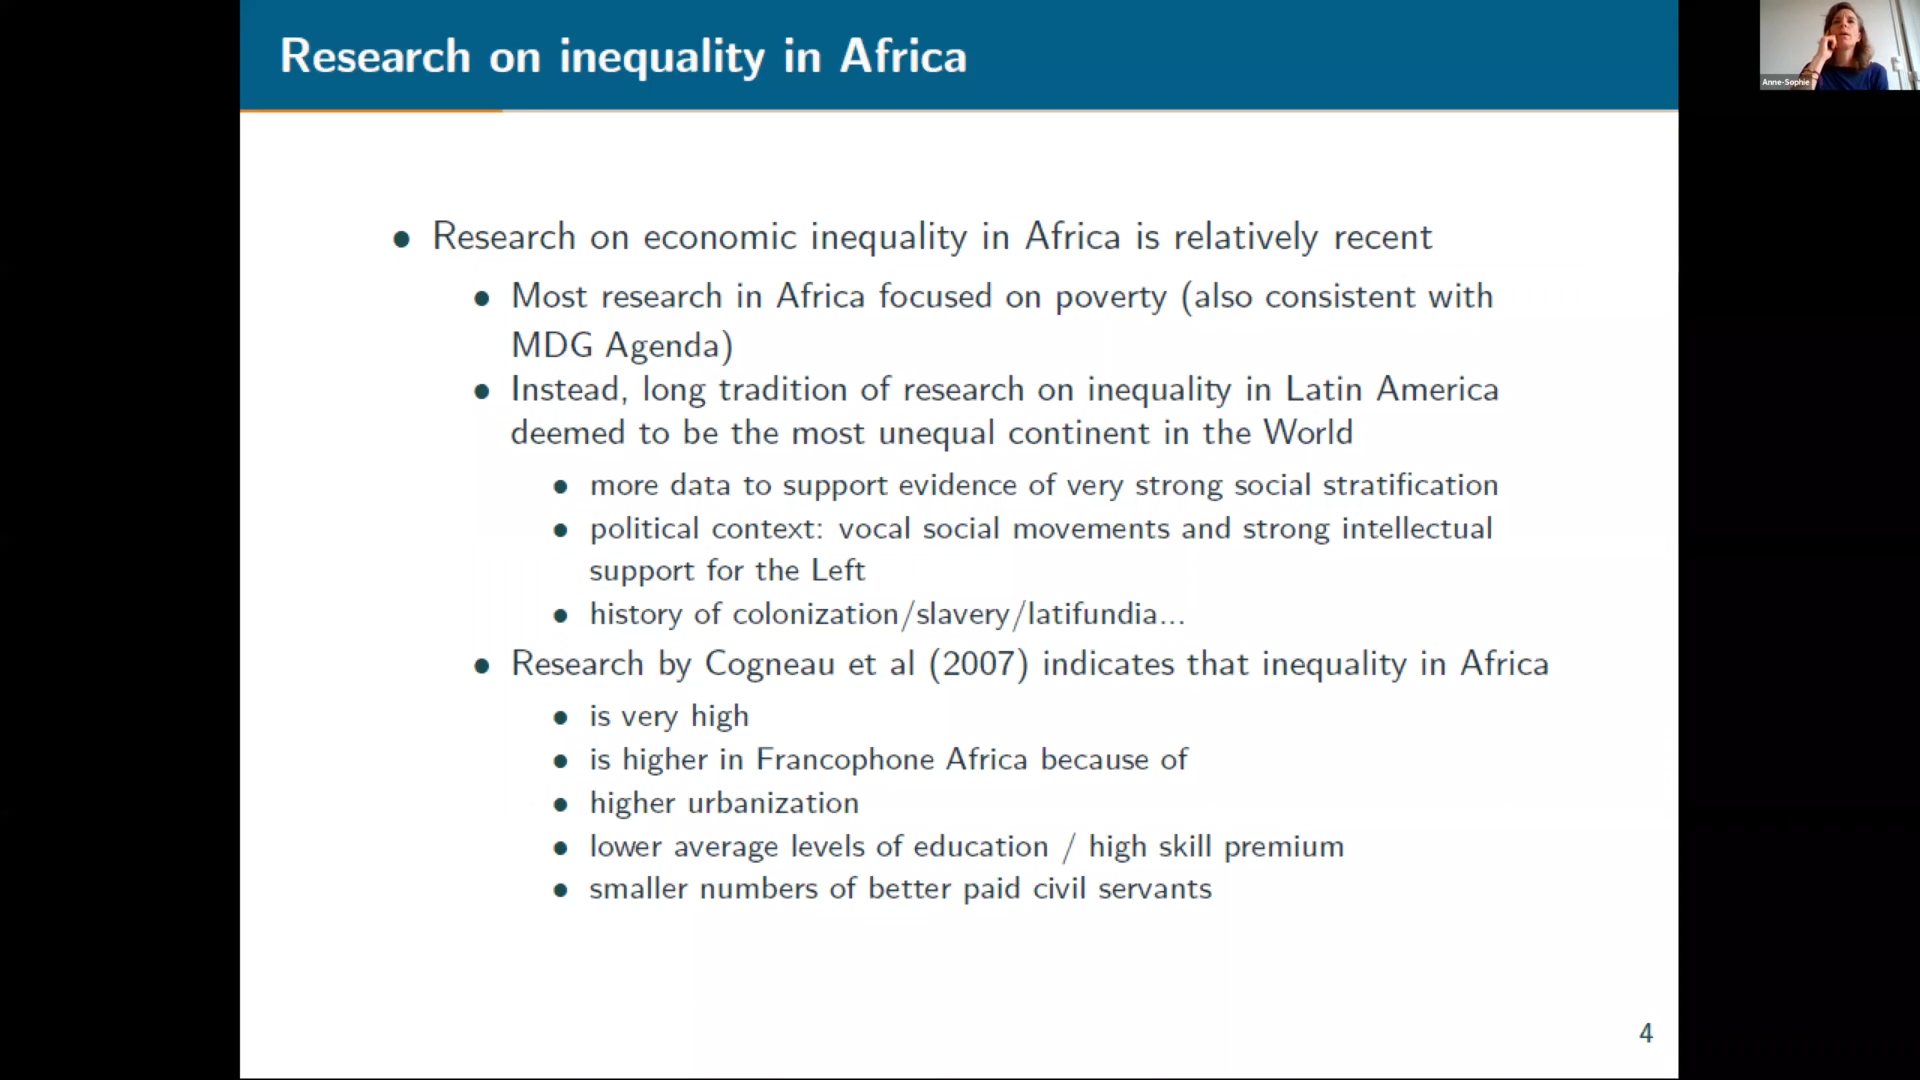 Research on inequality in Africa
Anne-Sophie
• Research on economic inequality in Africa is relatively recent
• Most research in Africa focused on poverty (also consistent with
MDG Agenda)
• Instead, long tradition of research on inequality in Latin America
deemed to be the most unequal continent in the World
• more data to support evidence of very strong social stratification
• political context: vocal social movements and strong intellectual
support for the Left
• history of colonization/slavery/latifundia...
• Research by Cogneau et al (2007) indicates that inequality in Africa
• is very high
• is higher in Francophone Africa because of
• higher urbanization
• lower average levels of education / high skill premium
• smaller numbers of better paid civil servants
4